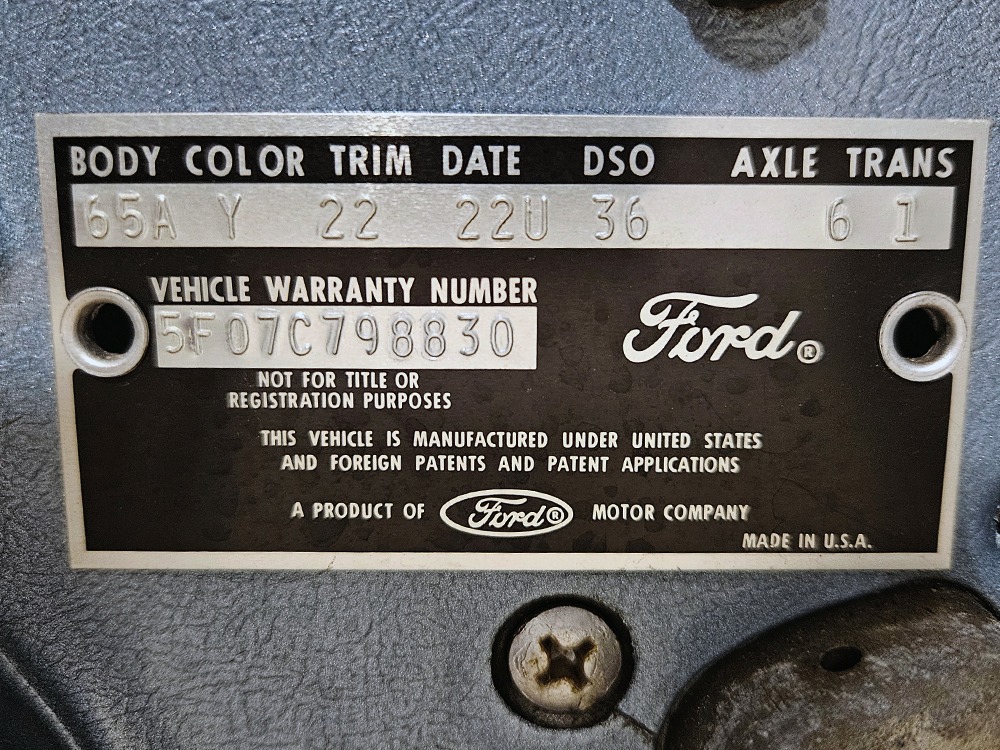 BODY COLOR TRIM DATE DSO AXLE TRANS
65A Y 22 22U 36 6 1
VEHICLE WARRANTY NUMBER
5F07C798830
Ford®
NOT FOR TITLE OR
REGISTRATION PURPOSES
THIS VEHICLE IS MANUFACTURED UNDER UNITED STATES
AND FOREIGN PATENTS AND PATENT APPLICATIONS
A PRODUCT OF Ford® MOTOR COMPANY
MADE IN U.S.A.